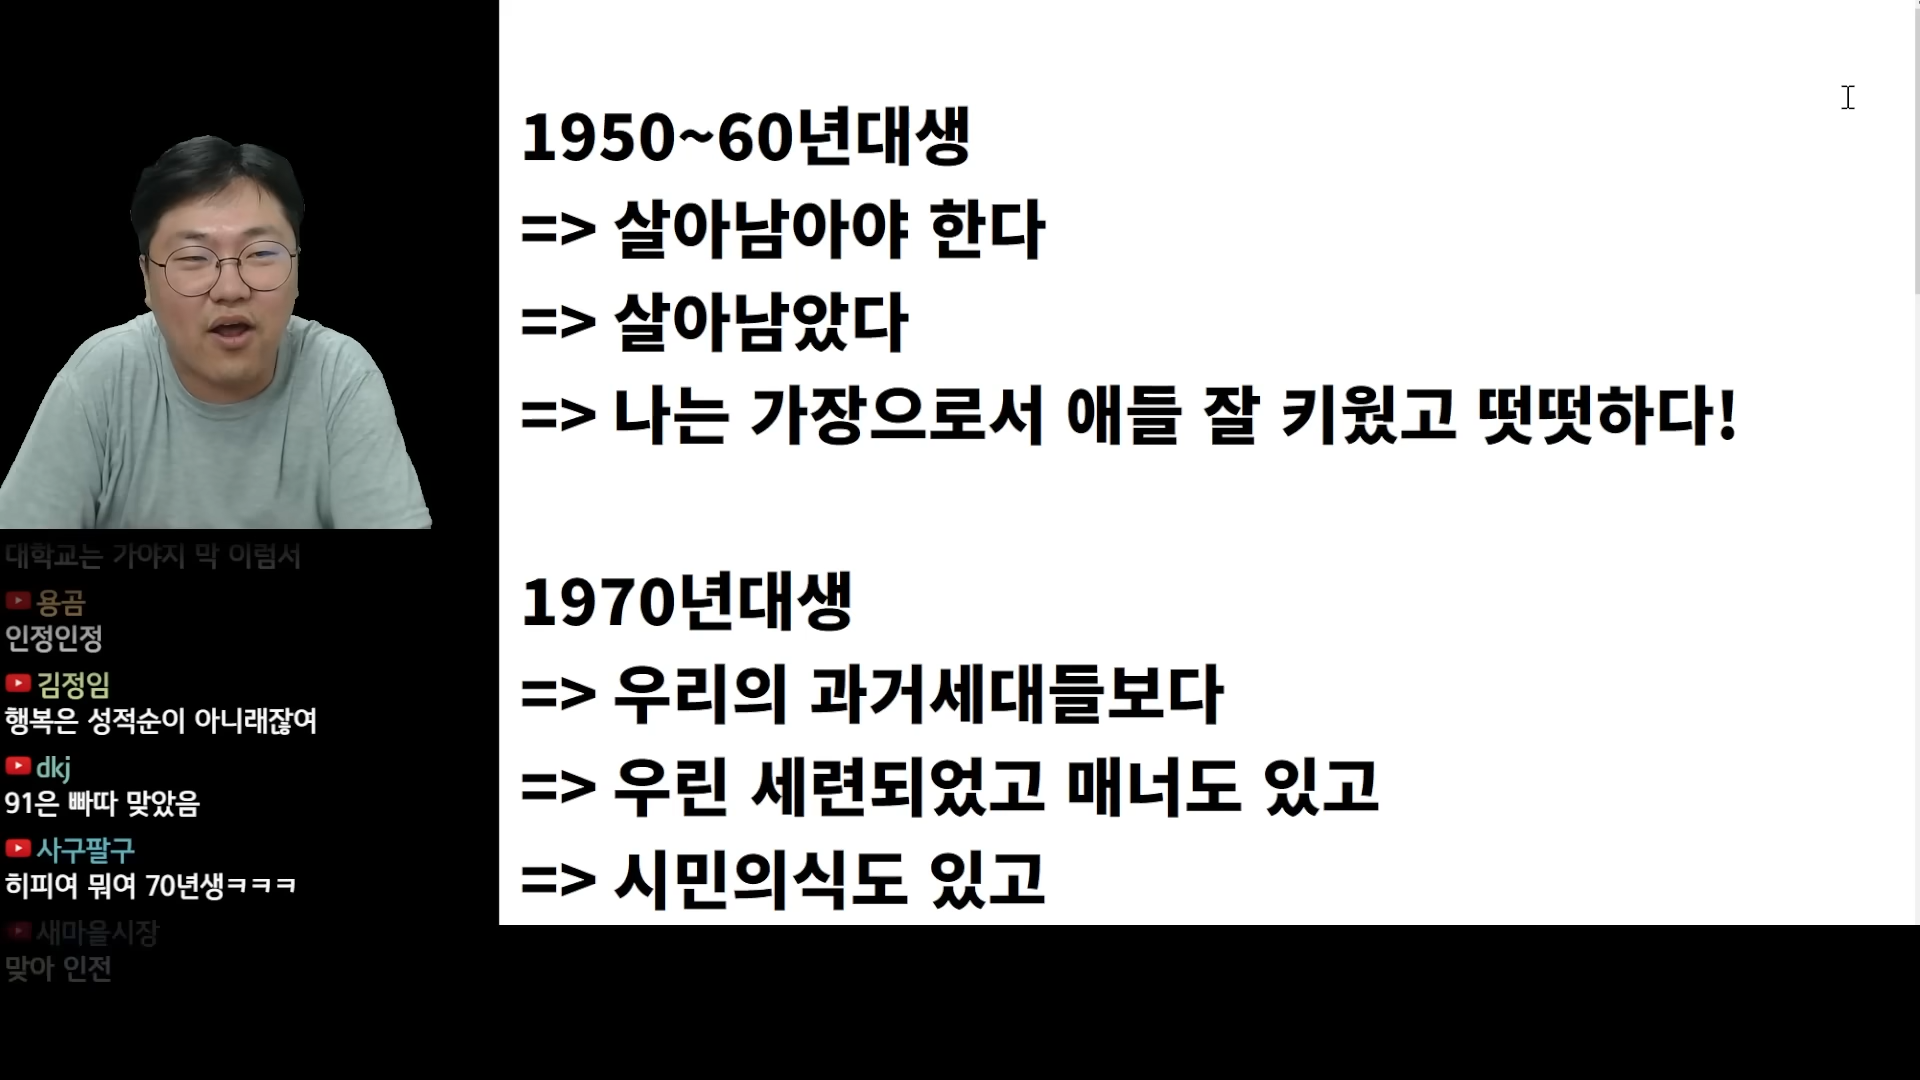 1950~60년대생
=> 살아남아야 한다
=> 살아남았다
=> 나는 가장으로서 애들 잘 키웠고 떳떳하다!
1970년대생
=> 우리의 과거세대들보다
=> 우린 세련되었고 매너도 있고
=> 시민의식도 있고
대학교는 가야지 막 이럼서
용곰
인정인정
김정임
행복은 성적순이 아니래잖여
dkj
91은 빠따 맞았음
사구팔구
히피여 뭐여 70년생ㅋㅋㅋ
새마을시장
맞아 인전